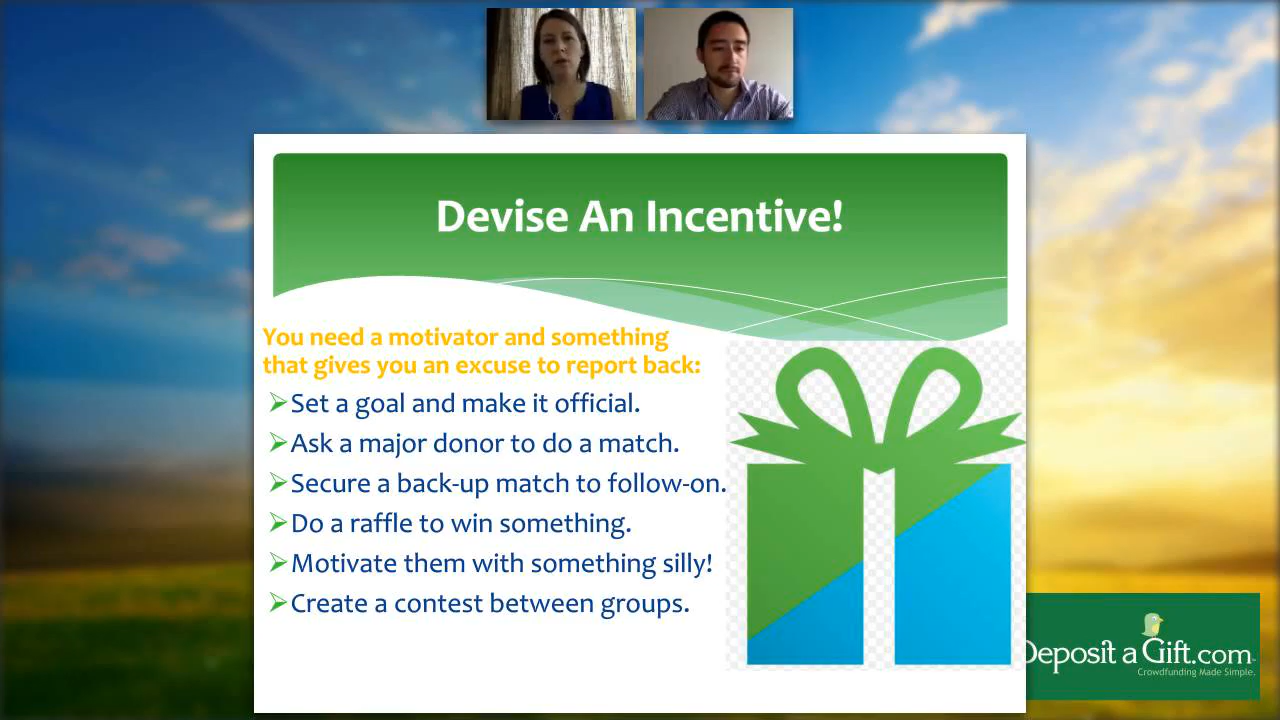 Devise An Incentive!
You need a motivator and something
that gives you an excuse to report back:
Set a goal and make it official.
Ask a major donor to do a match.
Secure a back-up match to follow-on.
Do a raffle to win something.
Motivate them with something silly!
Create a contest between groups.
Deposit a Gift.com
Crowdfunding Made Simple.